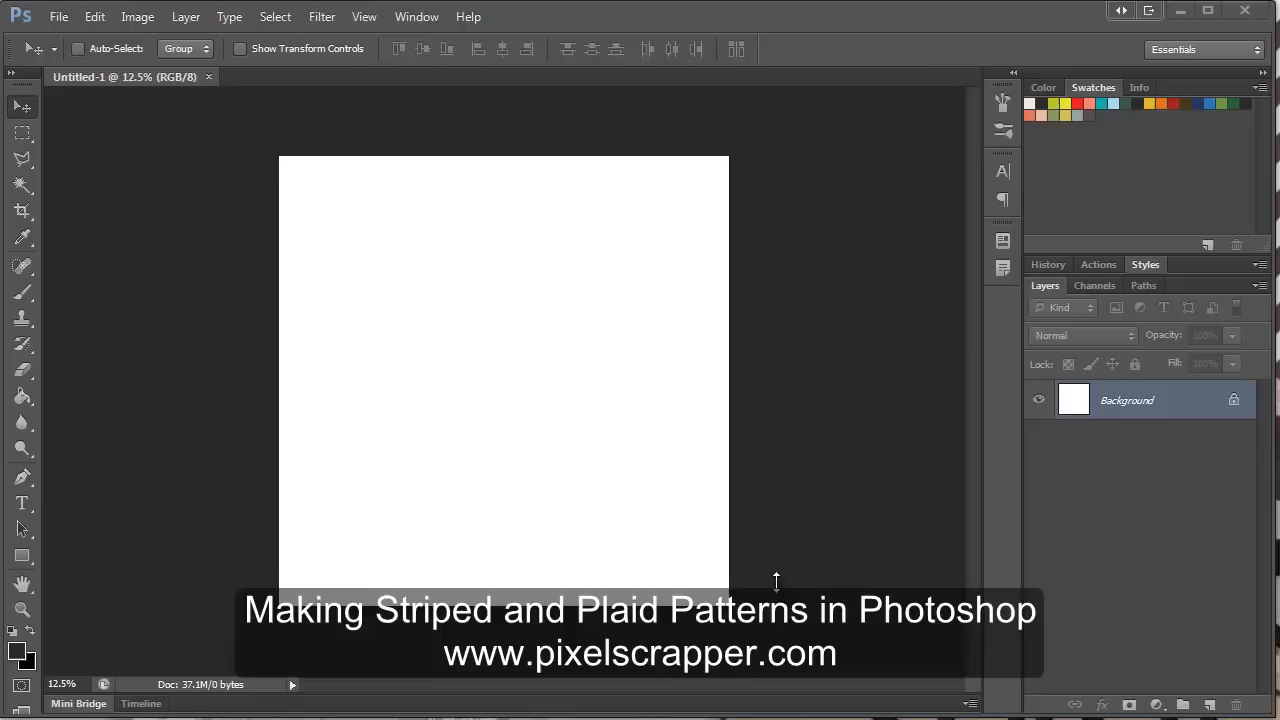 Ps File Edit Image Layer Type Select Filter View Window Help
Auto-Select: Group Show Transform Controls Essentials
Untitled-1 @ 12.5% (RGB/8) ×
Color Swatches Info
History Actions Styles
Layers Channels Paths
Kind
Normal Opacity: 100%
Lock: Fill: 100%
Background
Making Striped and Plaid Patterns in Photoshop
www.pixelscrapper.com
12.5% Doc: 37.1M/0 bytes
Mini Bridge Timeline